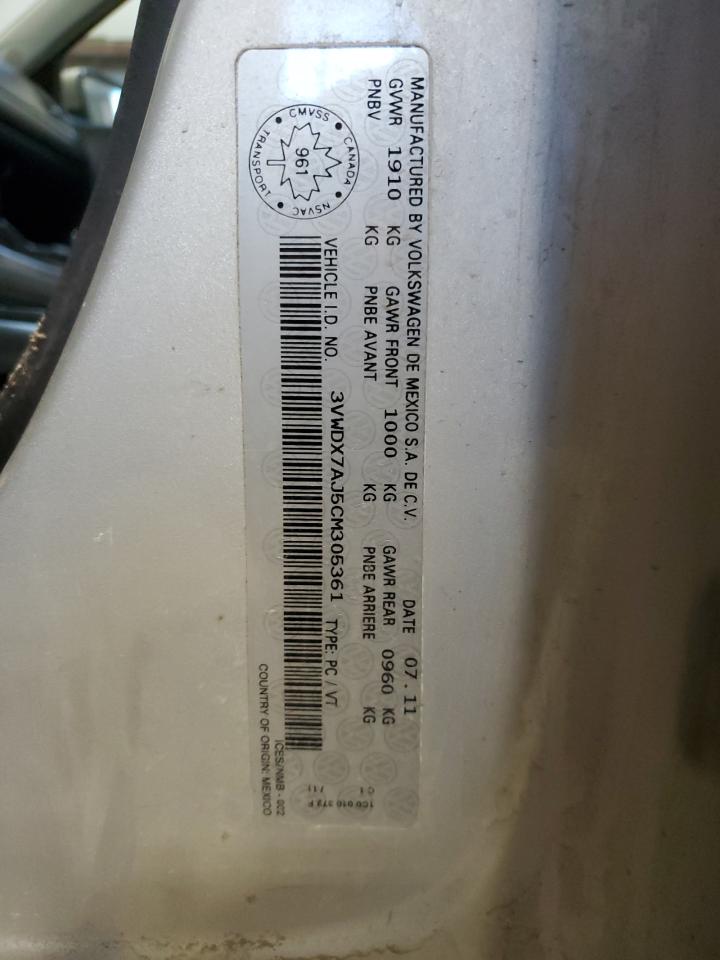 MANUFACTURED BY VOLKSWAGEN DE MEXICO S.A. DE C.V. DATE 07.11
GVWR 1910 KG GAWR FRONT 1000 KG GAWR REAR 0960 KG
PNBV KG PNBE AVANT KG PNBE ARRIERE KG
VEHICLE I.D. NO. 3VWDX7AJ5CM305361 TYPE: PC / VT
CMVSS
CANADA
NSVAC
TRANSPORT
961
ICES/NMB - 002
COUNTRY OF ORIGIN: MEXICO